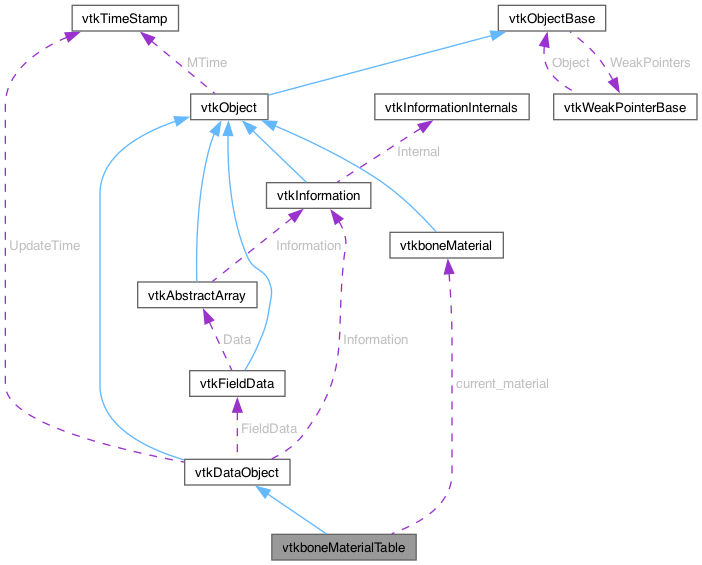 vtkTimeStamp
vtkObjectBase
MTime
Object
WeakPointers
vtkObject
vtkInformationInternals
vtkWeakPointerBase
Internal
vtkInformation
UpdateTime
Information
vtkboneMaterial
vtkAbstractArray
Data
Information
vtkFieldData
current_material
FieldData
vtkDataObject
vtkboneMaterialTable